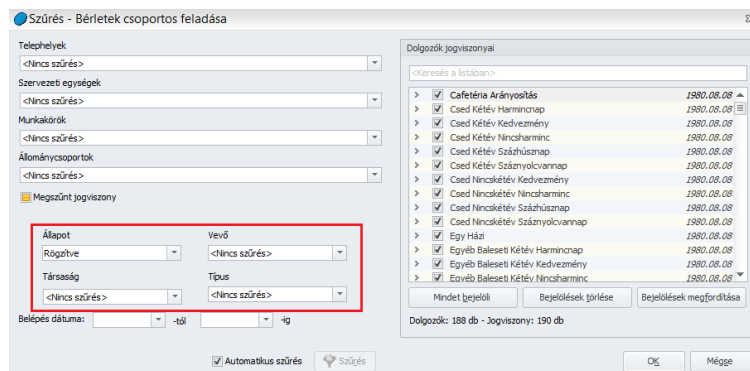 Szűrés - Bérletek csoportos feladása
Telephelyek
<Nincs szűrés>
Szervezeti egységek
<Nincs szűrés>
Munkakörök
<Nincs szűrés>
Állománycsoportok
<Nincs szűrés>
Megszűnt jogviszony
Állapot Vevő
Rögzítve <Nincs szűrés>
Társaság Típus
<Nincs szűrés> <Nincs szűrés>
Belépés dátuma: -tól -ig
Automatikus szűrés Szűrés
Dolgozók jogviszonyai
<Keresés a listában>
Cafetéria Arányosítás 1980.08.08
Csed Kétév Harmincnap 1980.08.08
Csed Kétév Kedvezmény 1980.08.08
Csed Kétév Nincsharminc 1980.08.08
Csed Kétév Százhúsznap 1980.08.08
Csed Kétév Száznyolcvannap 1980.08.08
Csed Nincskétév Kedvezmény 1980.08.08
Csed Nincskétév Nincsharminc 1980.08.08
Csed Nincskétév Százhúsznap 1980.08.08
Csed Nincskétév Száznyolcvannap 1980.08.08
Egy Házi 1980.08.08
Egyéb Baleseti Kétév Harmincnap 1980.08.08
Egyéb Baleseti Kétév Kedvezmény 1980.08.08
Egyéb Baleseti Kétév Nincsharminc 1980.08.08
Mindet bejelöli Bejelölések törlése Bejelölések megfordítása
Dolgozók: 188 db - Jogviszony: 190 db
OK Mégse